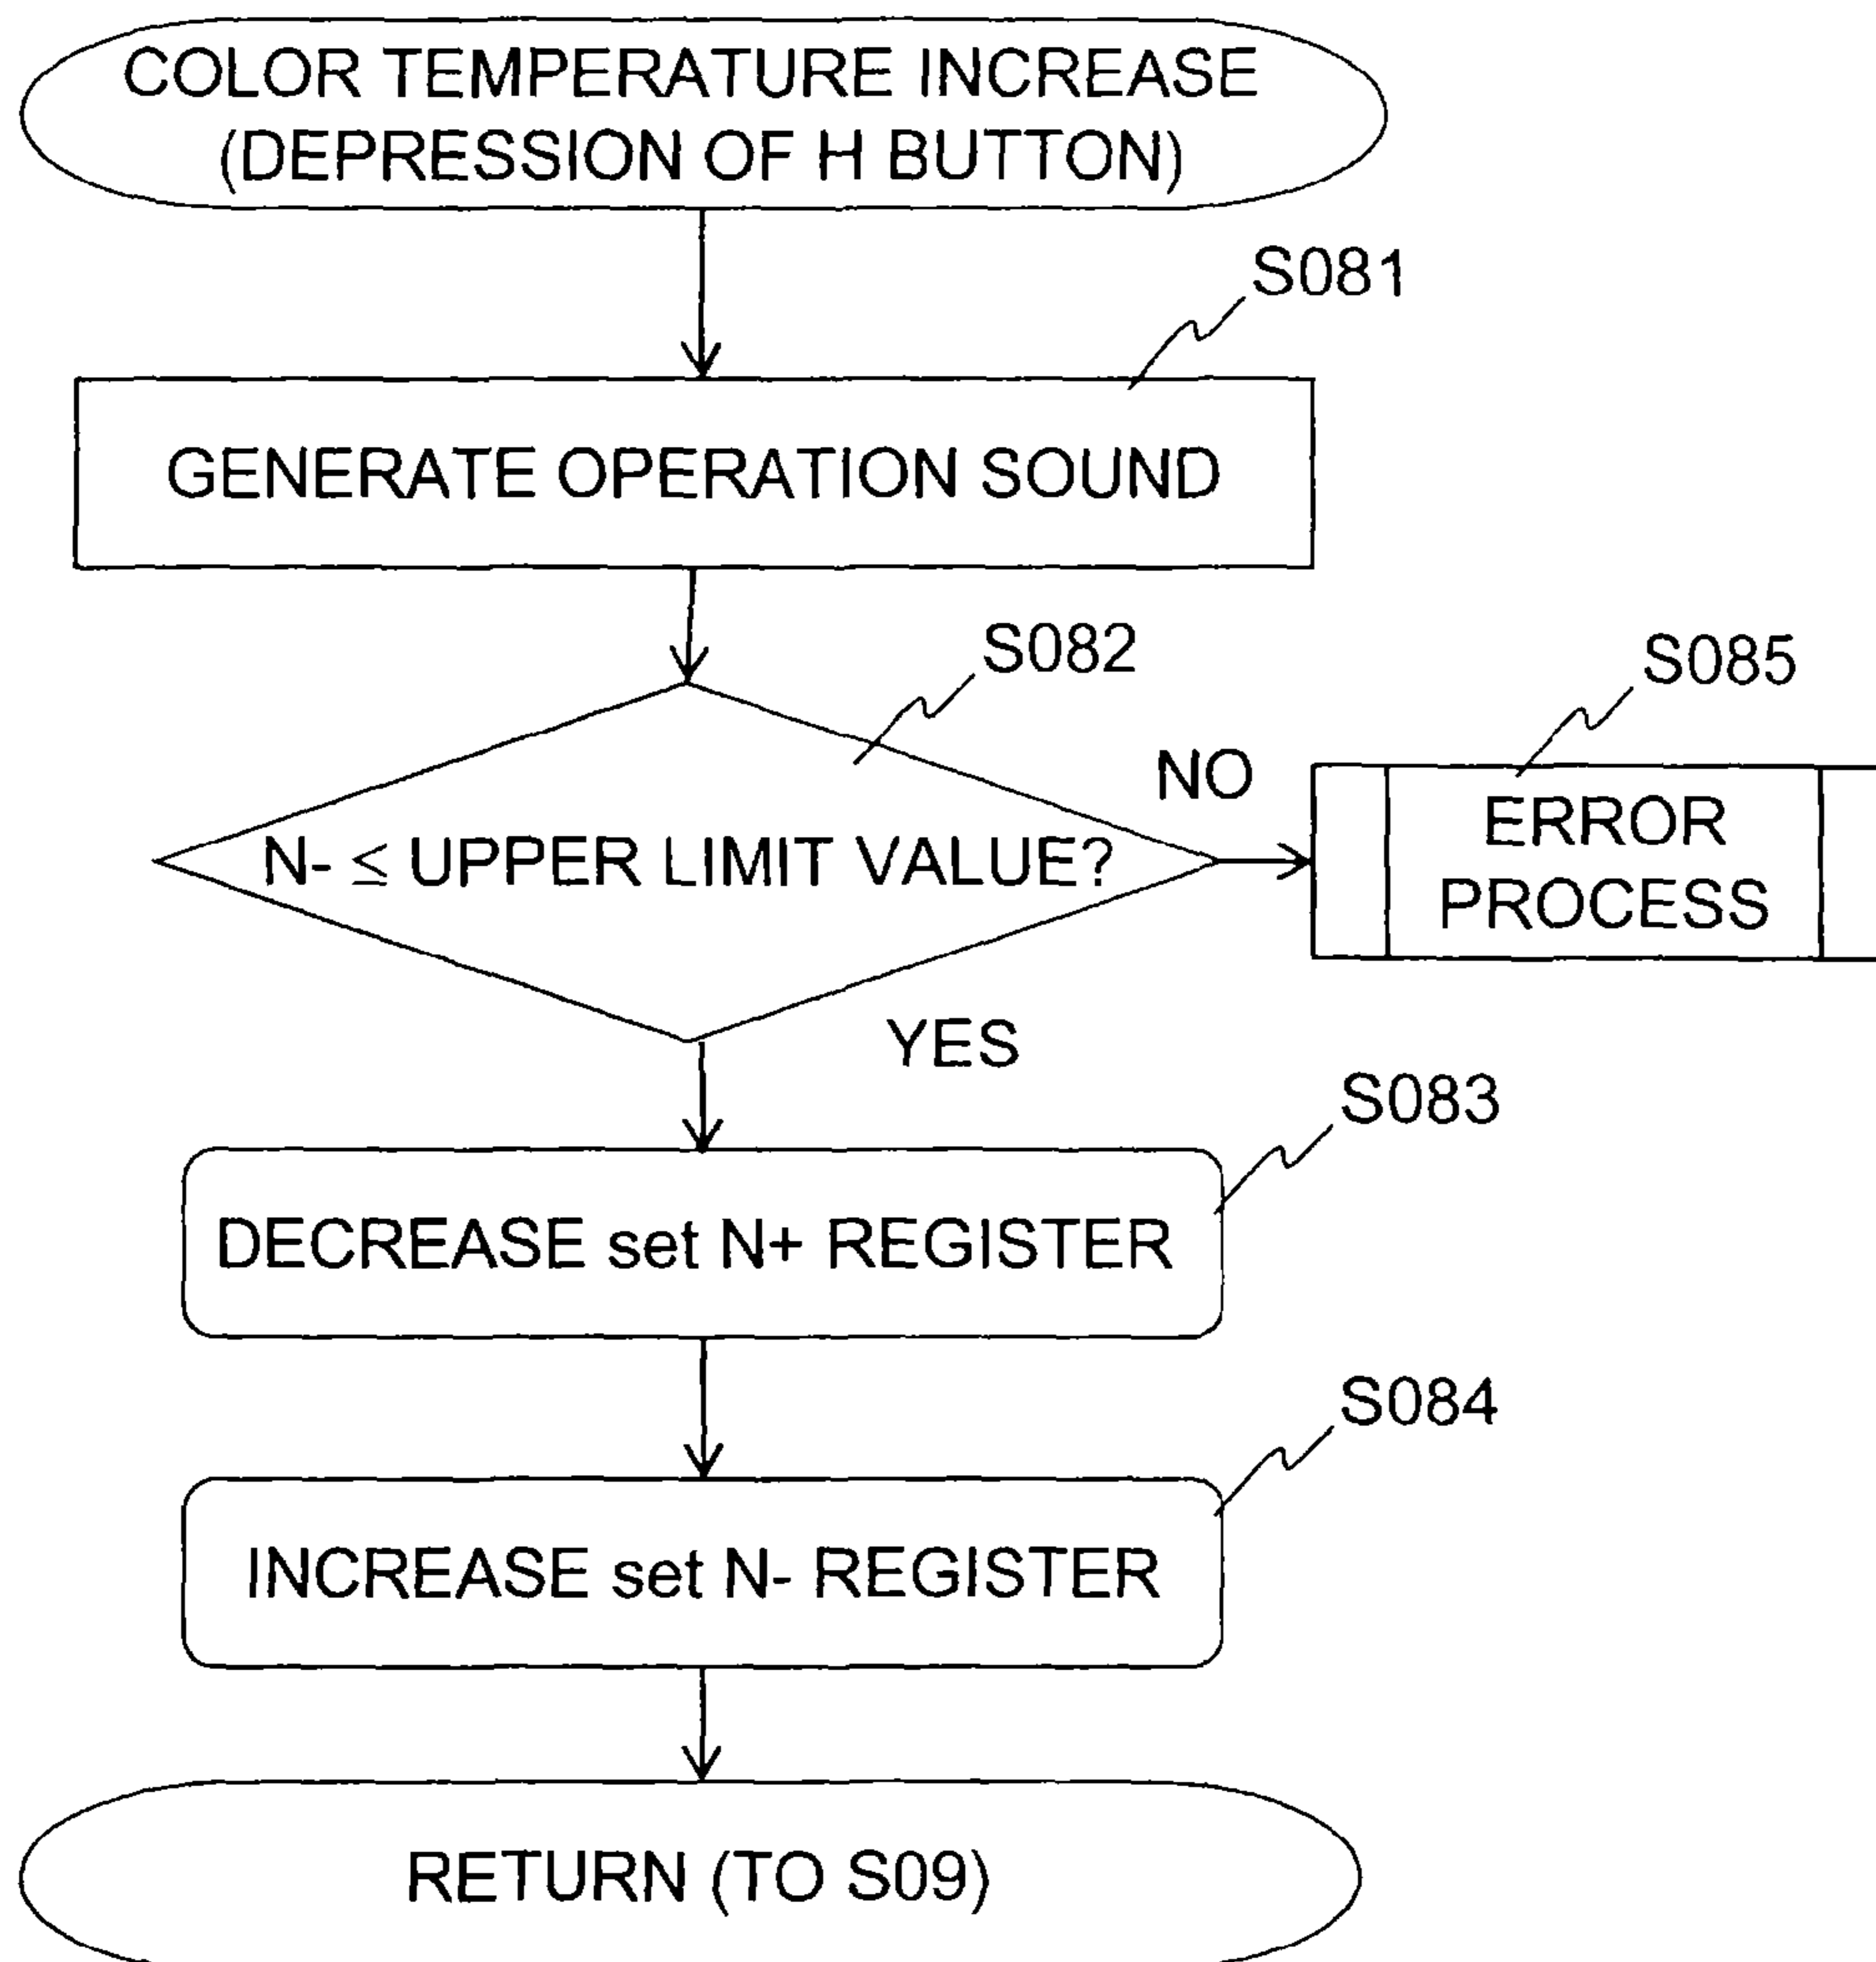 COLOR TEMPERATURE INCREASE
(DEPRESSION OF H BUTTON)
S081
GENERATE OPERATION SOUND
S082
S085
NO
N- ≦ UPPER LIMIT VALUE?
ERROR
PROCESS
YES
S083
DECREASE set N+ REGISTER
S084
INCREASE set N- REGISTER
RETURN (TO S09)